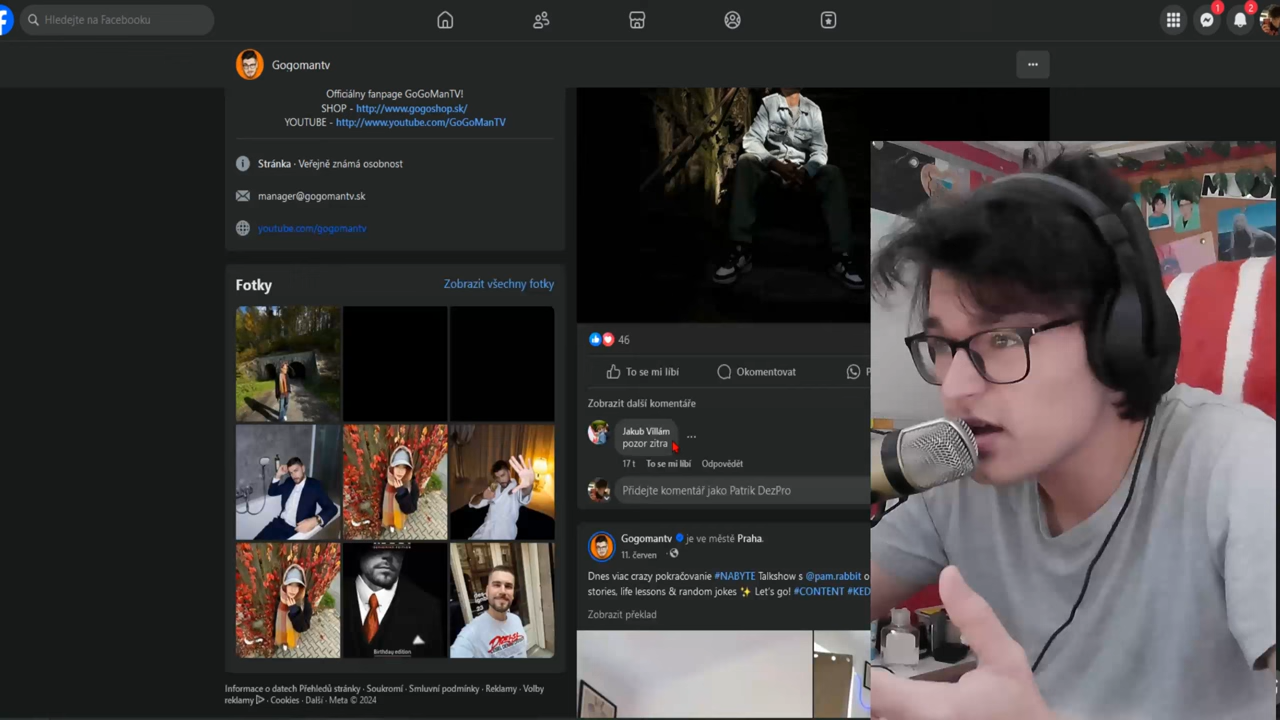 Hledejte na Facebooku
1
2
Gogomantv
...
Officiálny fanpage GoGoManTV!
SHOP - http://www.gogoshop.sk/
YOUTUBE - http://www.youtube.com/GoGoManTV
Stránka · Veřejně známá osobnost
manager@gogomantv.sk
youtube.com/gogomantv
Fotky
Zobrazit všechny fotky
Birthday edition
Informace o datech Přehledů stránky · Soukromí · Smluvní podmínky · Reklamy · Volby
reklamy · Cookies · Další · Meta © 2024
46
To se mi líbí
Okomentovat
P
Zobrazit další komentáře
Jakub Villám
pozor zitra
...
17 t
To se mi líbí
Odpovědět
Přidejte komentář jako Patrik DezPro
Gogomantv je ve městě Praha.
11. červen ·
Dnes viac crazy pokračovanie #NABYTE Talkshow s @pam.rabbit o
stories, life lessons & random jokes ✨ Let's go! #CONTENT #KED
Zobrazit překlad